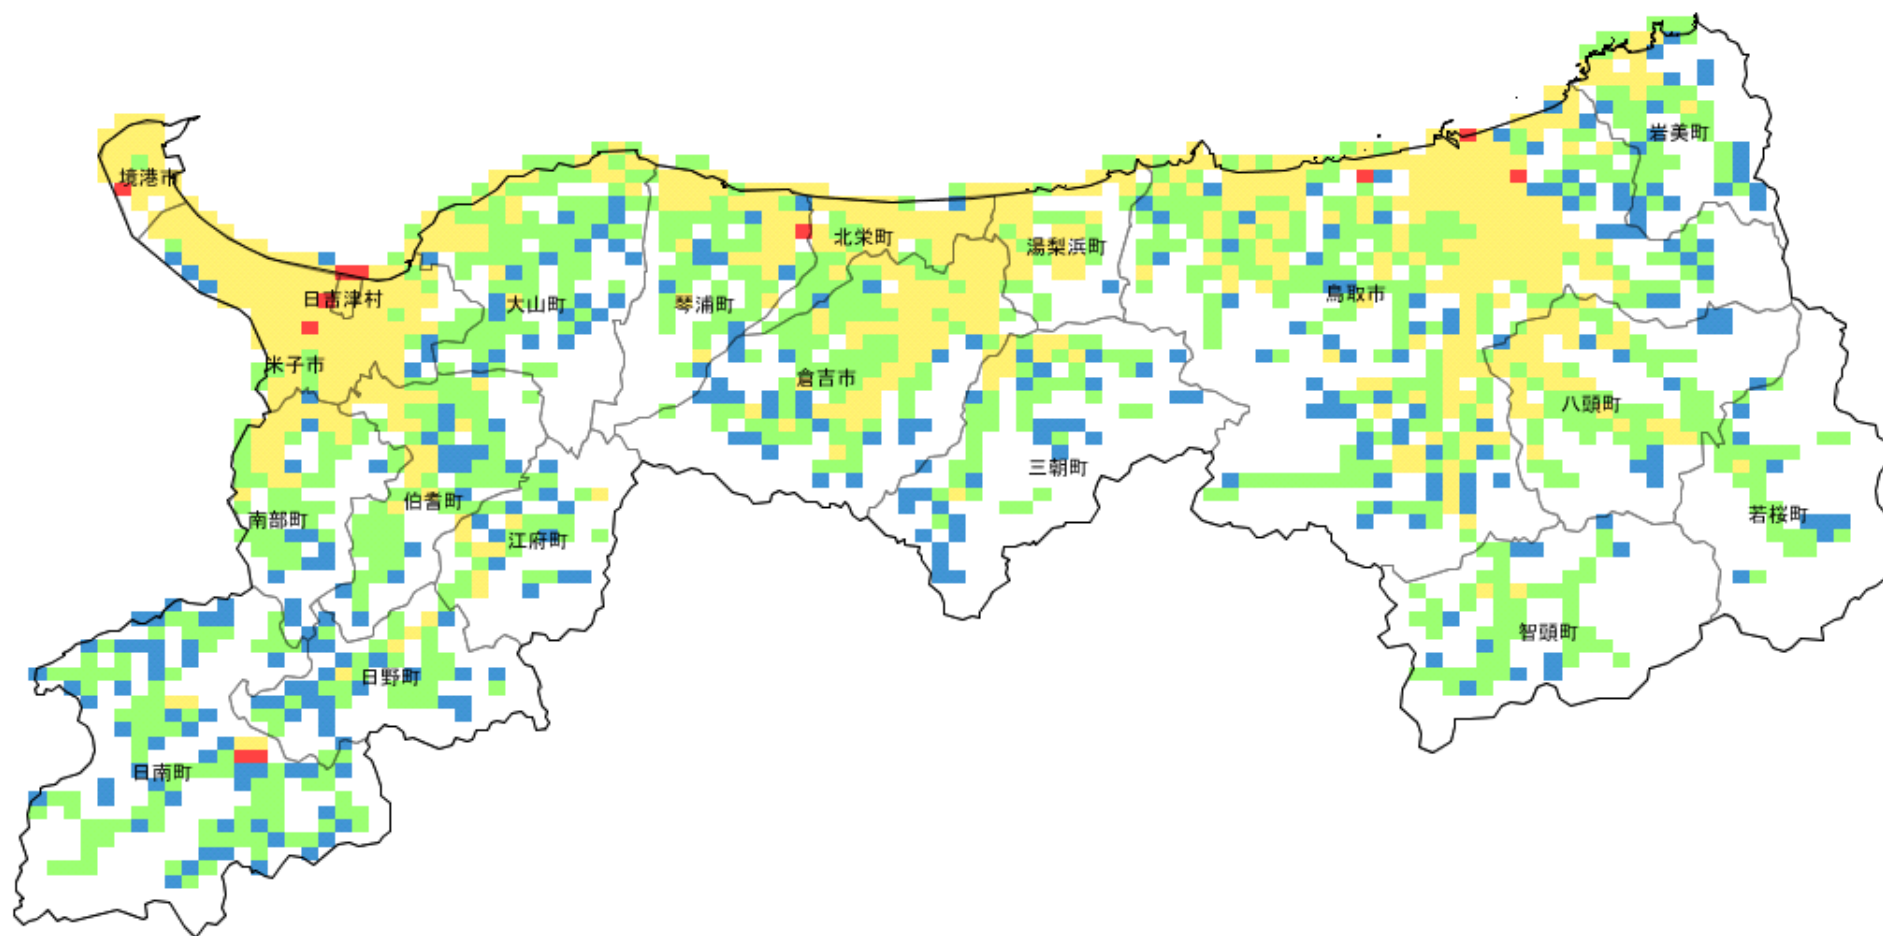 岩美町
境港市
北栄町
湯梨浜町
鳥取市
日吉津村
大山町
琴浦町
米子市
倉吉市
八頭町
三朝町
伯耆町
若桜町
南部町
江府町
智頭町
日野町
日南町